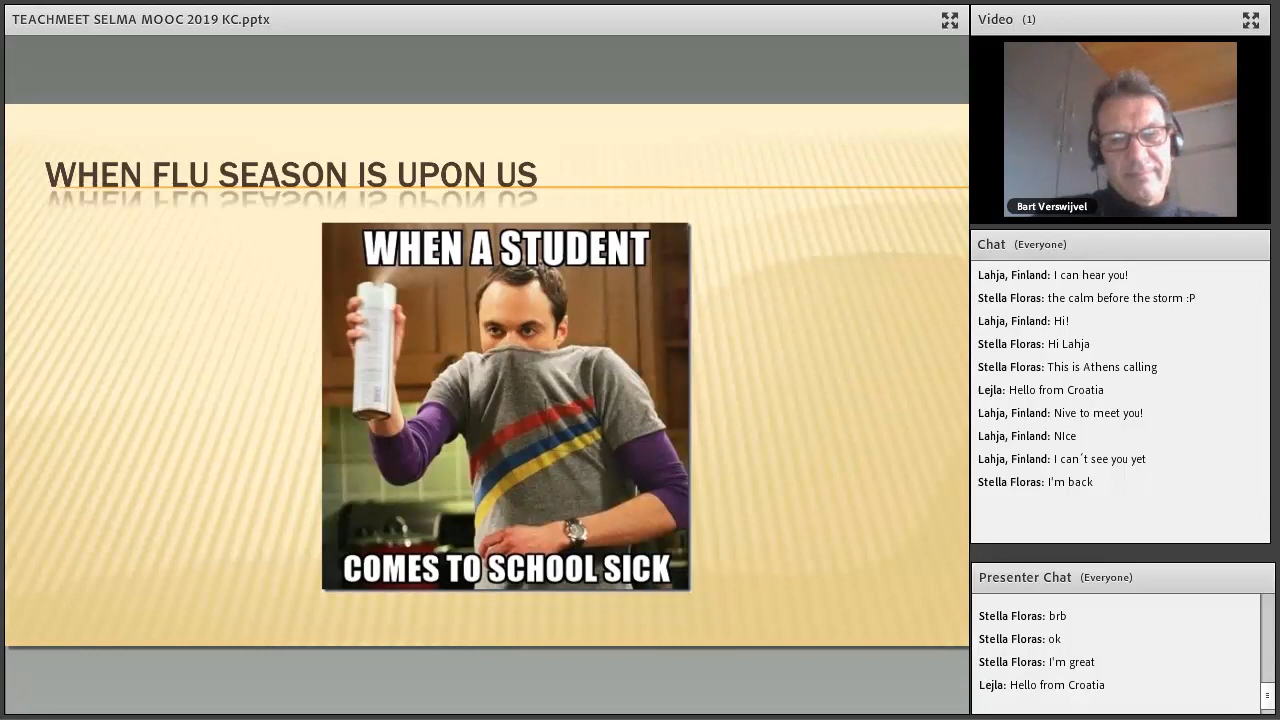 TEACHMEET SELMA MOOC 2019 KC.pptx
WHEN FLU SEASON IS UPON US
WHEN A STUDENT
COMES TO SCHOOL SICK
Video (1)
Bart Verswijvel
Chat (Everyone)
Lahja, Finland: I can hear you!
Stella Floras: the calm before the storm :P
Lahja, Finland: Hi!
Stella Floras: Hi Lahja
Stella Floras: This is Athens calling
Lejla: Hello from Croatia
Lahja, Finland: Nive to meet you!
Lahja, Finland: NIce
Lahja, Finland: I can´t see you yet
Stella Floras: I'm back
Presenter Chat (Everyone)
Stella Floras: brb
Stella Floras: ok
Stella Floras: I'm great
Lejla: Hello from Croatia